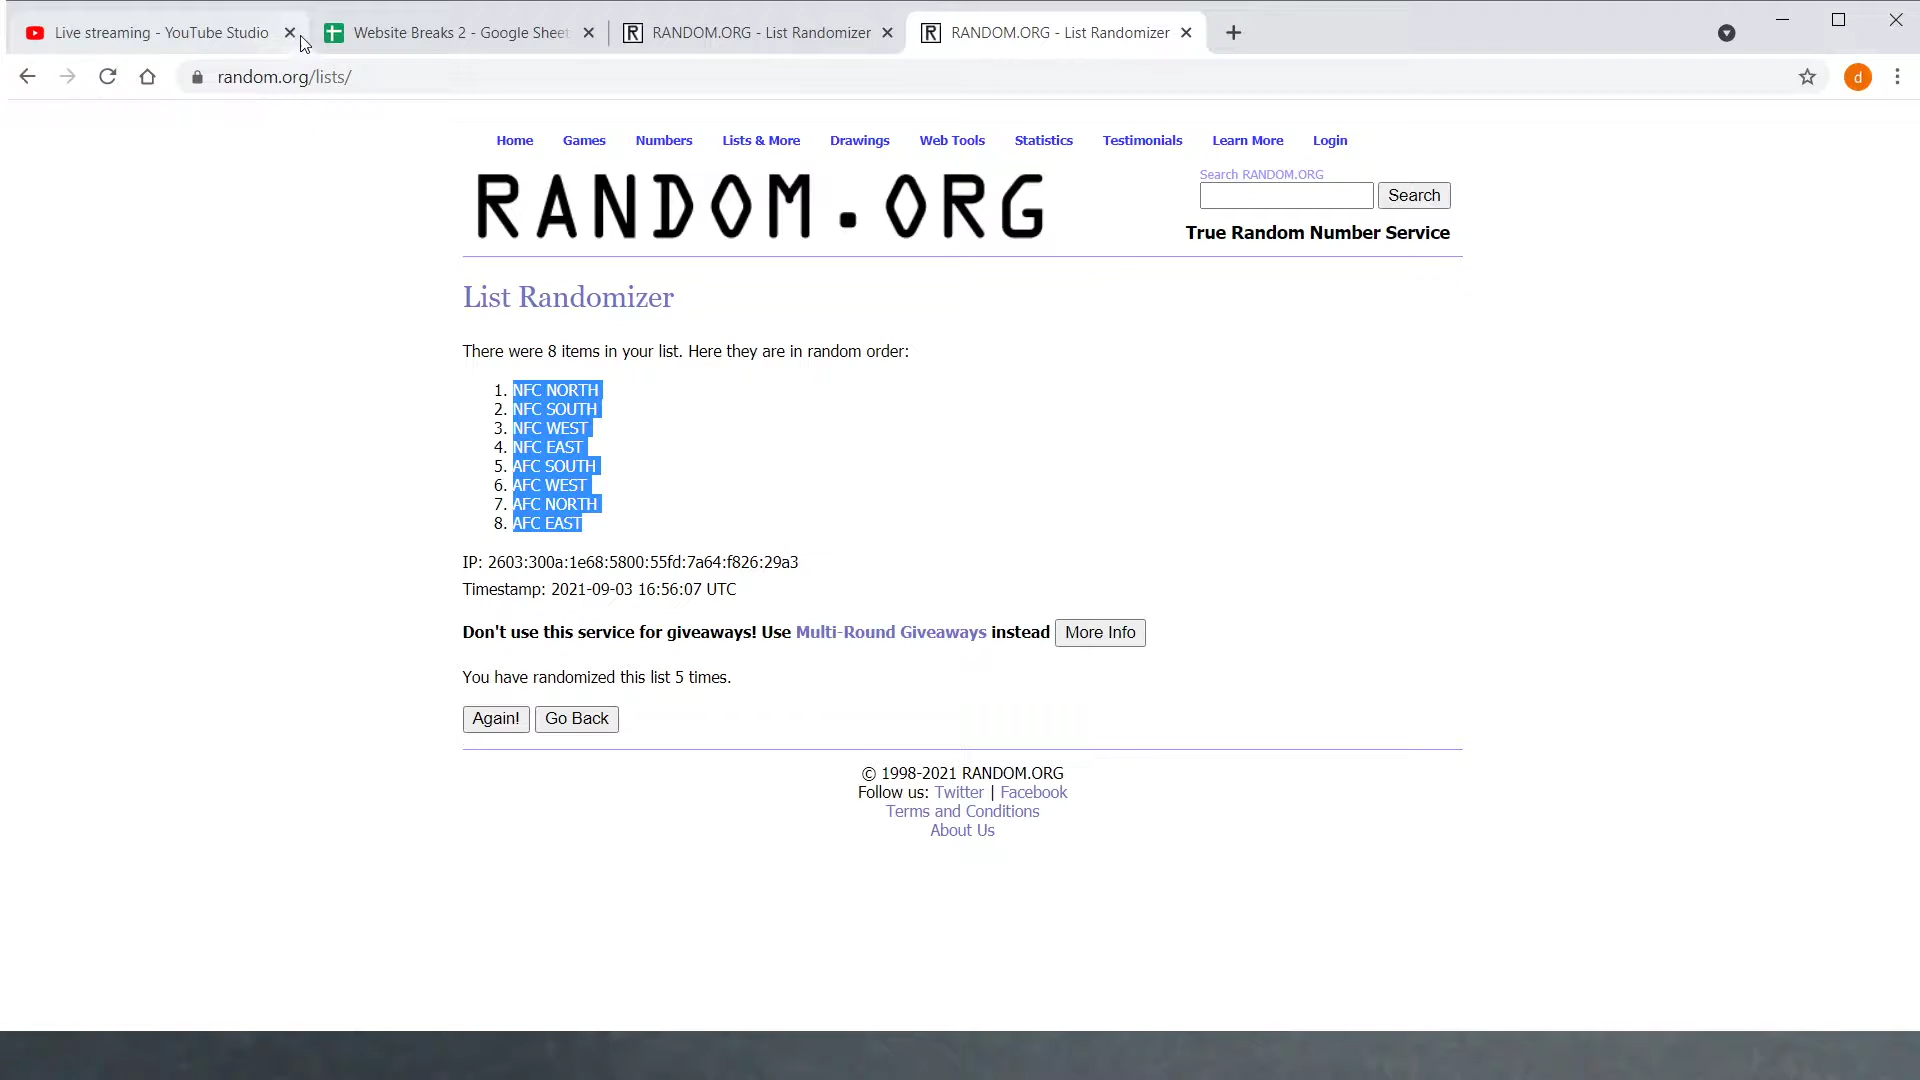 Live streaming - YouTube Studio
Website Breaks 2 - Google Sheet
RANDOM.ORG - List Randomizer
RANDOM.ORG - List Randomizer
random.org/lists/
d
Home Games Numbers Lists & More Drawings Web Tools Statistics Testimonials Learn More Login
RANDOM.ORG
Search RANDOM.ORG
Search
True Random Number Service
List Randomizer
There were 8 items in your list. Here they are in random order:
1. NFC NORTH
2. NFC SOUTH
3. NFC WEST
4. NFC EAST
5. AFC SOUTH
6. AFC WEST
7. AFC NORTH
8. AFC EAST
IP: 2603:300a:1e68:5800:55fd:7a64:f826:29a3
Timestamp: 2021-09-03 16:56:07 UTC
Don't use this service for giveaways! Use Multi-Round Giveaways instead More Info
You have randomized this list 5 times.
Again! Go Back
© 1998-2021 RANDOM.ORG
Follow us: Twitter | Facebook
Terms and Conditions
About Us